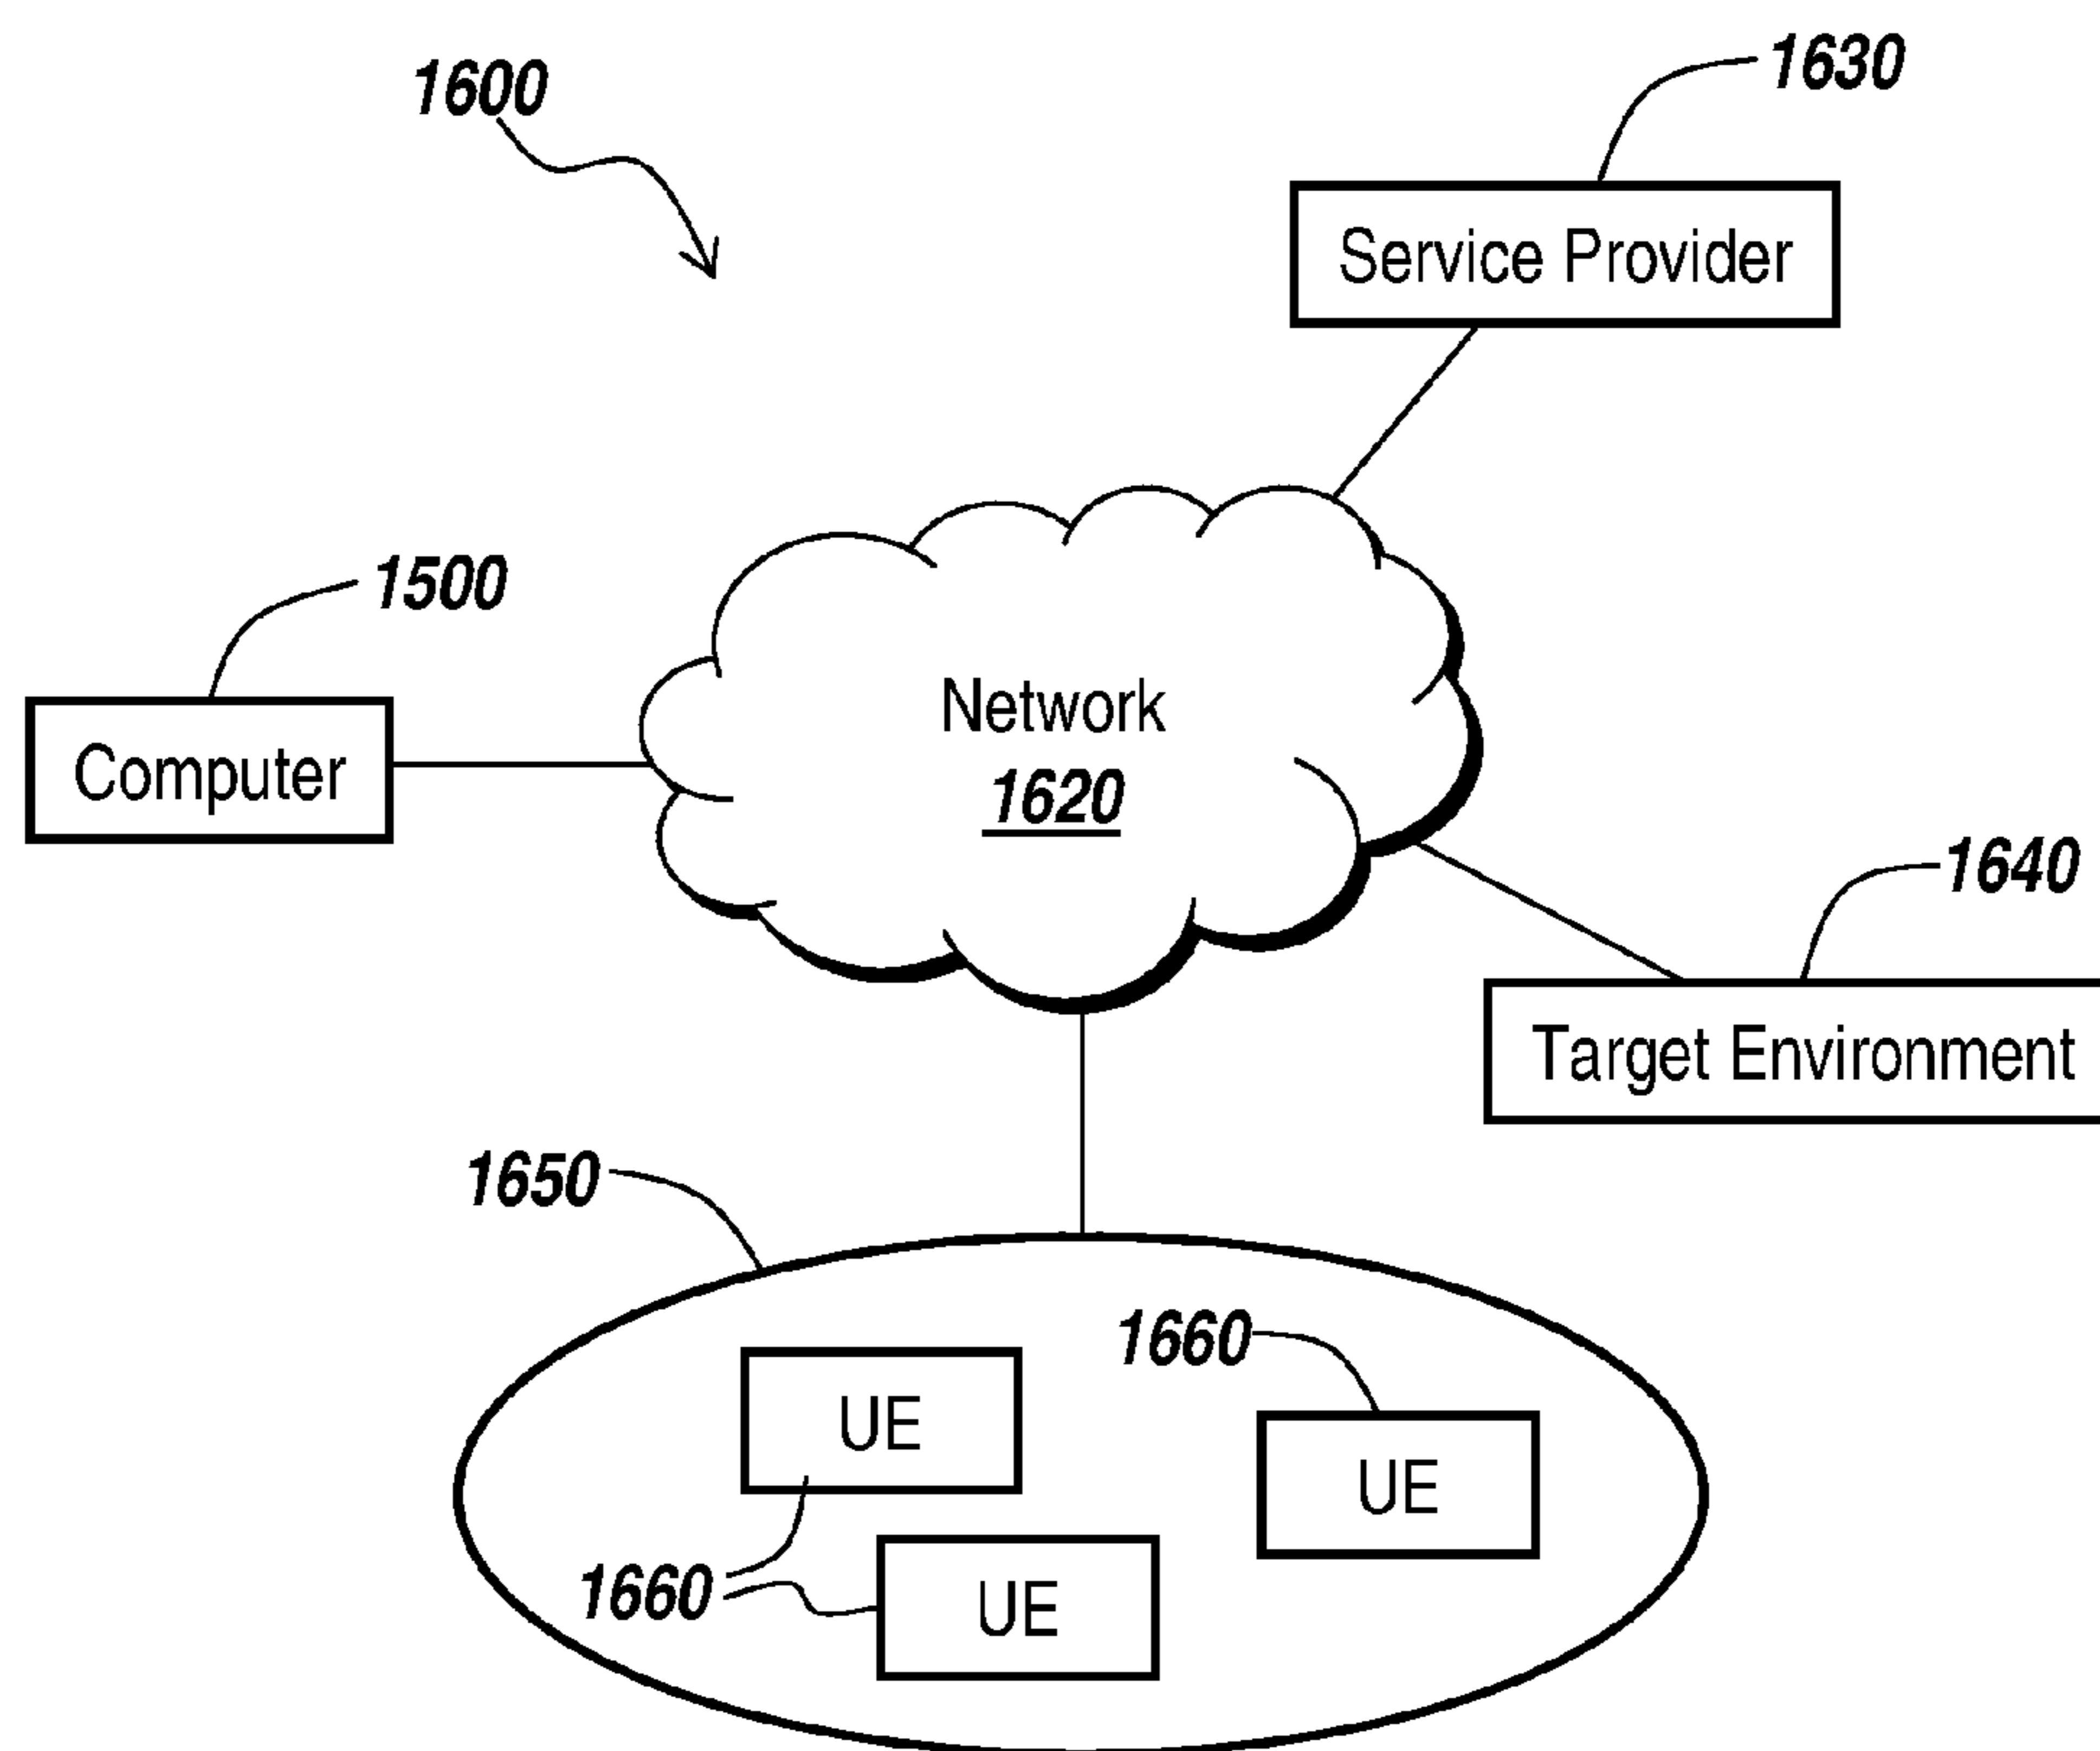 1600
1630
Service Provider
1500
Computer
Network
1620
1640
Target Environment
1650
1660
UE
UE
1660
UE